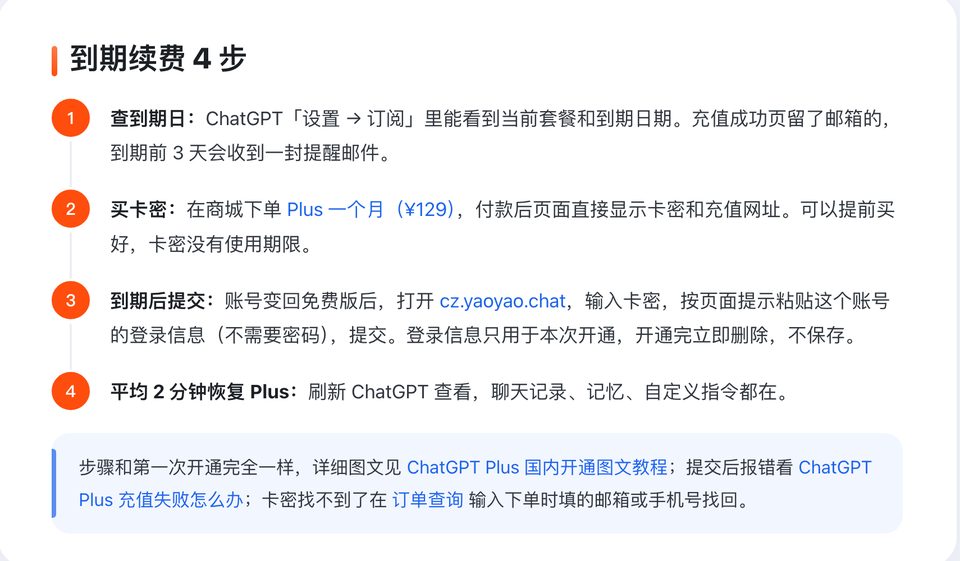 到期续费 4 步
1
查到期日：ChatGPT「设置 → 订阅」里能看到当前套餐和到期日期。充值成功页留了邮箱的，
到期前 3 天会收到一封提醒邮件。
2
买卡密：在商城下单 Plus 一个月（¥129），付款后页面直接显示卡密和充值网址。可以提前买
好，卡密没有使用期限。
3
到期后提交：账号变回免费版后，打开 cz.yaoyao.chat，输入卡密，按页面提示粘贴这个账号
的登录信息（不需要密码），提交。登录信息只用于本次开通，开通完立即删除，不保存。
4
平均 2 分钟恢复 Plus：刷新 ChatGPT 查看，聊天记录、记忆、自定义指令都在。
步骤和第一次开通完全一样，详细图文见 ChatGPT Plus 国内开通图文教程；提交后报错看 ChatGPT
Plus 充值失败怎么办；卡密找不到了在 订单查询 输入下单时填的邮箱或手机号找回。